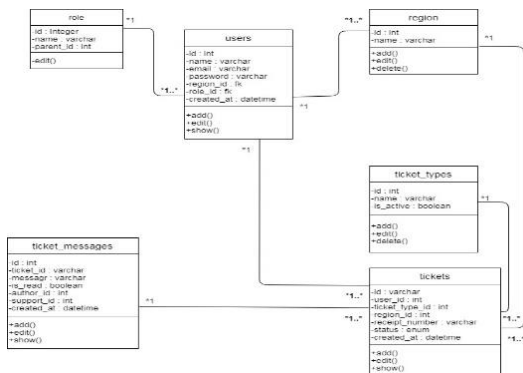 role
-id : Integer
-name : varchar
-parent_id : int
-edit()
*1
"1.."
users
-id : int
-name : varchar
-email : varchar
-password : varchar
-region_id : fk
-role_id : fk
-created_at : datetime
+add()
+edit()
+show()
*1
*1
"1.."
region
-id : int
-name : varchar
+add()
+edit()
+delete()
*1
ticket_types
-id : int
-name : varchar
-is_active : boolean
+add()
+edit()
+delete()
*1
ticket_messages
-id : int
-ticket_id : varchar
-messagr : varchar
-is_read : boolean
-author_id : int
-support_id : int
-created_at : datetime
+add()
+edit()
+show()
*1
"1.."
"1.."
tickets
-id : varchar
-user_id : int
-ticket_type_id : int
-region_id : int
-receipt_number : varchar
-status : enum
-created_at : datetime
+add()
+edit()
+show()
"1.."
"1.."